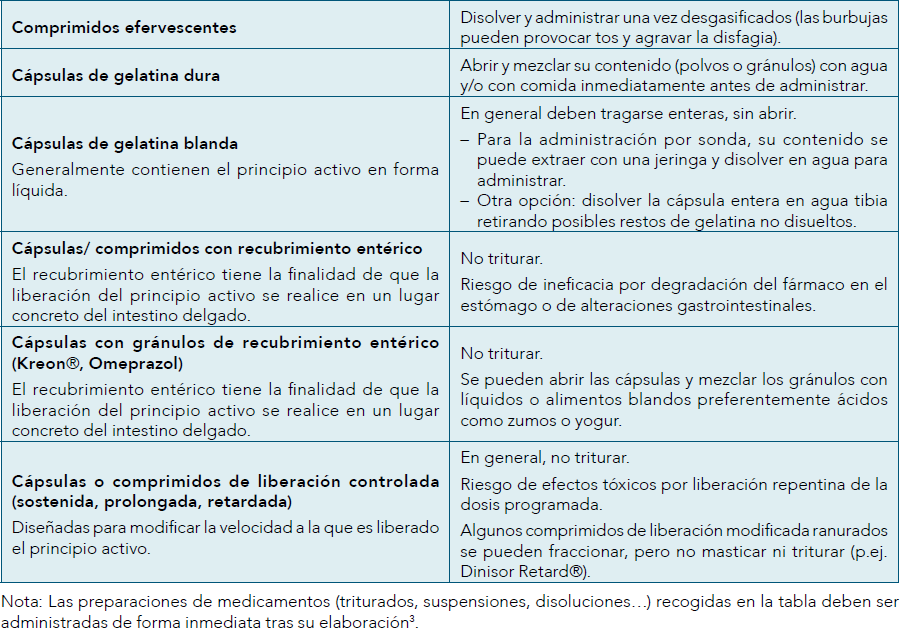 Comprimidos efervescentes
Disolver y administrar una vez desgasificados (las burbujas
pueden provocar tos y agravar la disfagia).
Cápsulas de gelatina dura
Abrir y mezclar su contenido (polvos o gránulos) con agua
y/o con comida inmediatamente antes de administrar.
Cápsulas de gelatina blanda
Generalmente contienen el principio activo en forma
líquida.
En general deben tragarse enteras, sin abrir.
– Para la administración por sonda, su contenido se
puede extraer con una jeringa y disolver en agua para
administrar.
– Otra opción: disolver la cápsula entera en agua tibia
retirando posibles restos de gelatina no disueltos.
Cápsulas/ comprimidos con recubrimiento entérico
El recubrimiento entérico tiene la finalidad de que la
liberación del principio activo se realice en un lugar
concreto del intestino delgado.
No triturar.
Riesgo de ineficacia por degradación del fármaco en el
estómago o de alteraciones gastrointestinales.
Cápsulas con gránulos de recubrimiento entérico
(Kreon®, Omeprazol)
El recubrimiento entérico tiene la finalidad de que la
liberación del principio activo se realice en un lugar
concreto del intestino delgado.
No triturar.
Se pueden abrir las cápsulas y mezclar los gránulos con
líquidos o alimentos blandos preferentemente ácidos
como zumos o yogur.
Cápsulas o comprimidos de liberación controlada
(sostenida, prolongada, retardada)
Diseñadas para modificar la velocidad a la que es liberado
el principio activo.
En general, no triturar.
Riesgo de efectos tóxicos por liberación repentina de la
dosis programada.
Algunos comprimidos de liberación modificada ranurados
se pueden fraccionar, pero no masticar ni triturar (p.ej.
Dinisor Retard®).
Nota: Las preparaciones de medicamentos (triturados, suspensiones, disoluciones…) recogidas en la tabla deben ser
administradas de forma inmediata tras su elaboración³.